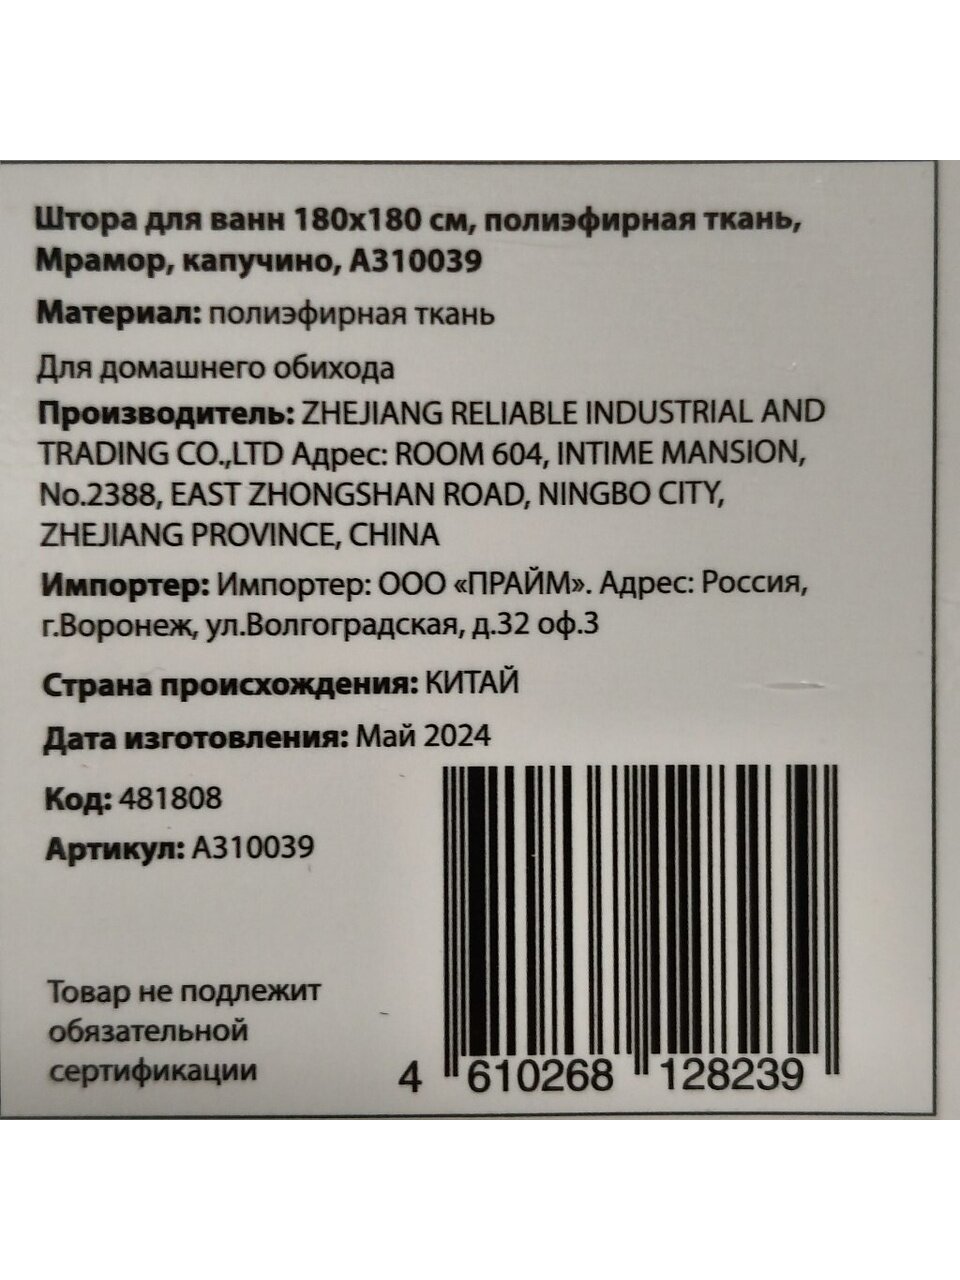 Штора для ванн 180х180 см, полиэфирная ткань,
Мрамор, капучино, А310039
Материал: полиэфирная ткань
Для домашнего обихода
Производитель: ZHEJIANG RELIABLE INDUSTRIAL AND
TRADING CO.,LTD Адрес: ROOM 604, INTIME MANSION,
No.2388, EAST ZHONGSHAN ROAD, NINGBO CITY,
ZHEJIANG PROVINCE, CHINA
Импортер: Импортер: ООО «ПРАЙМ». Адрес: Россия,
г.Воронеж, ул.Волгоградская, д.32 оф.3
Страна происхождения: КИТАЙ
Дата изготовления: Май 2024
Код: 481808
Артикул: А310039
Товар не подлежит
обязательной
сертификации
4 610268 128239